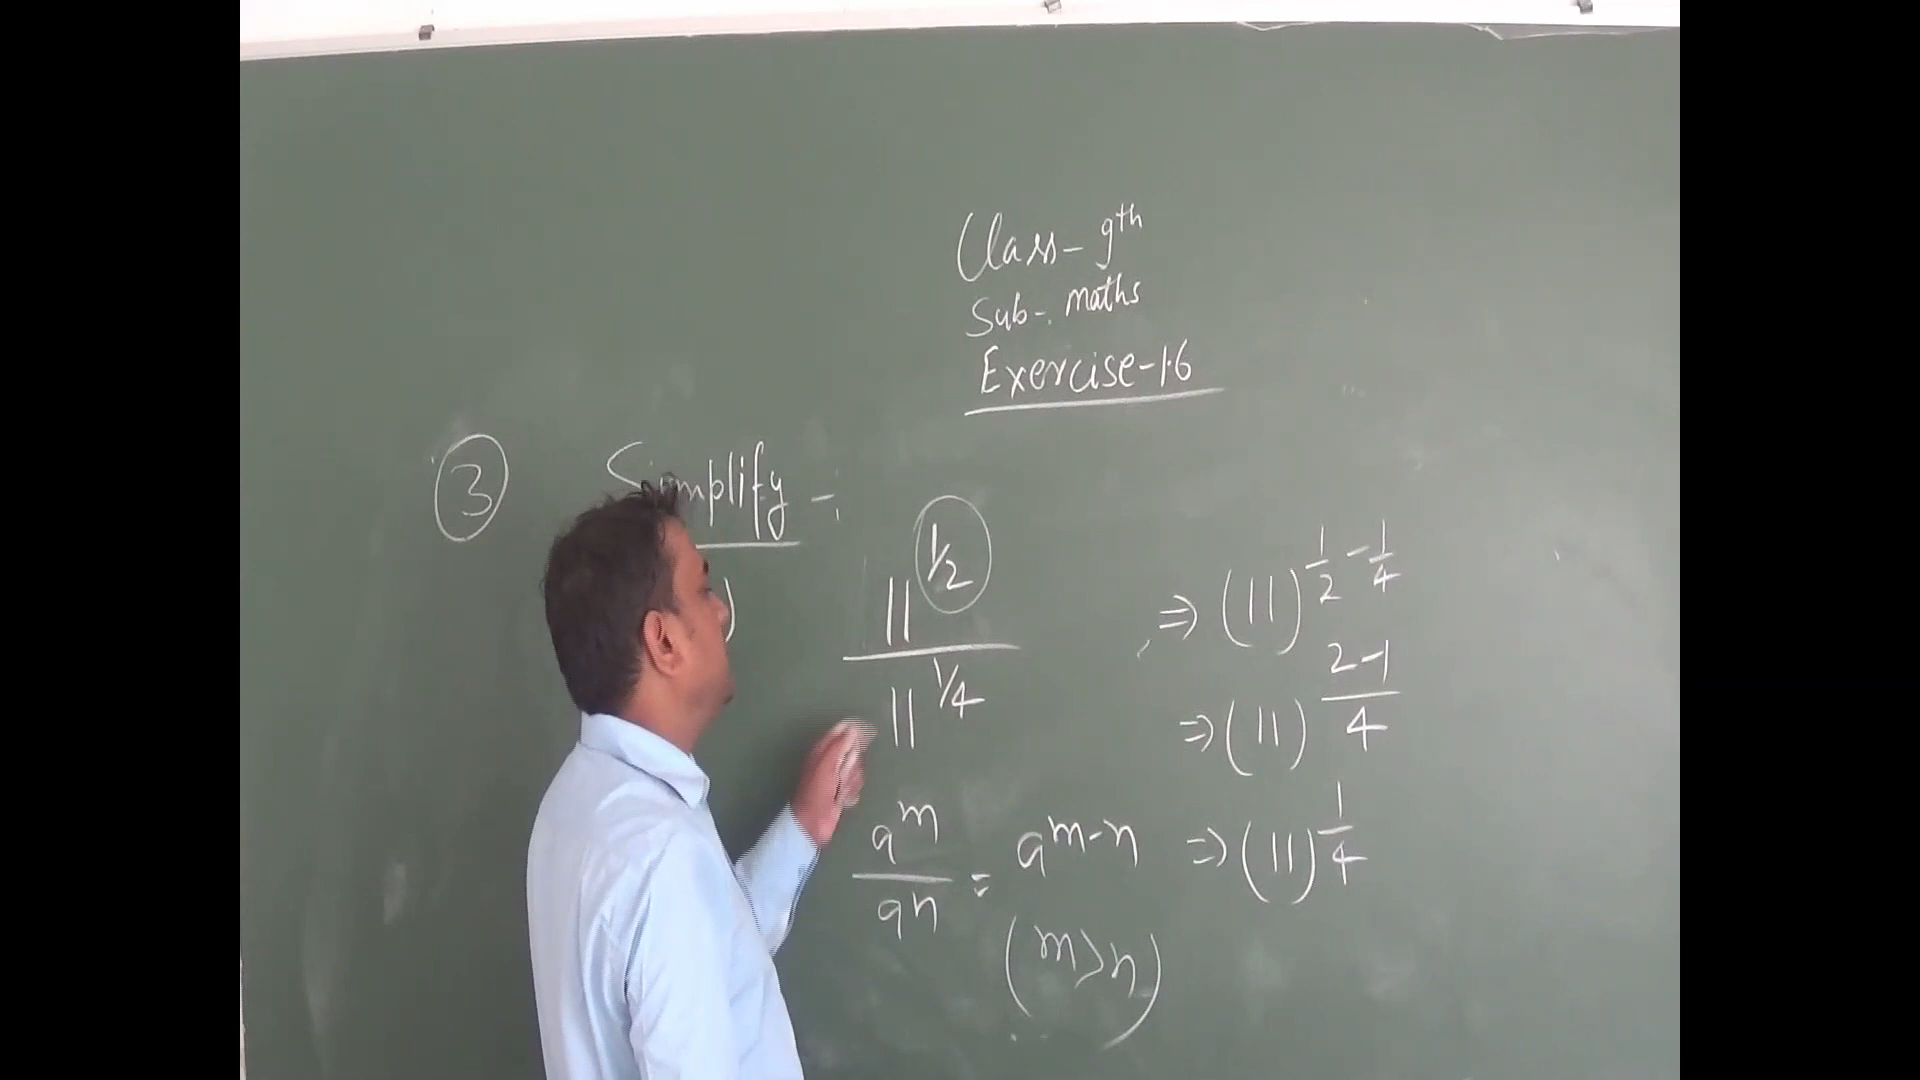 Class- 9th
Sub- maths
Exercise-1.6
③ Simplify -:
)
11^(1/2) / 11^(1/4)
⇒ (11)^(1/2 - 1/4)
⇒ (11)^((2-1)/4)
a^m / a^n = a^(m-n)
(m>n)
⇒ (11)^(1/4)